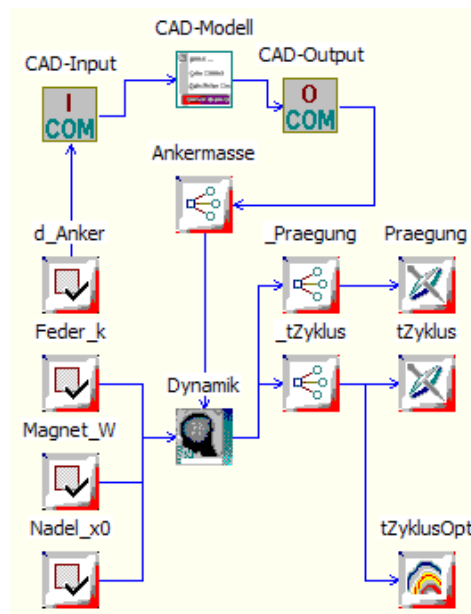 CAD-Modell
CAD-Input
CAD-Output
I
COM
O
COM
Ankermasse
d_Anker
_Praegung
Praegung
Feder_k
_tZyklus
tZyklus
Dynamik
Magnet_W
Nadel_x0
tZyklusOpt